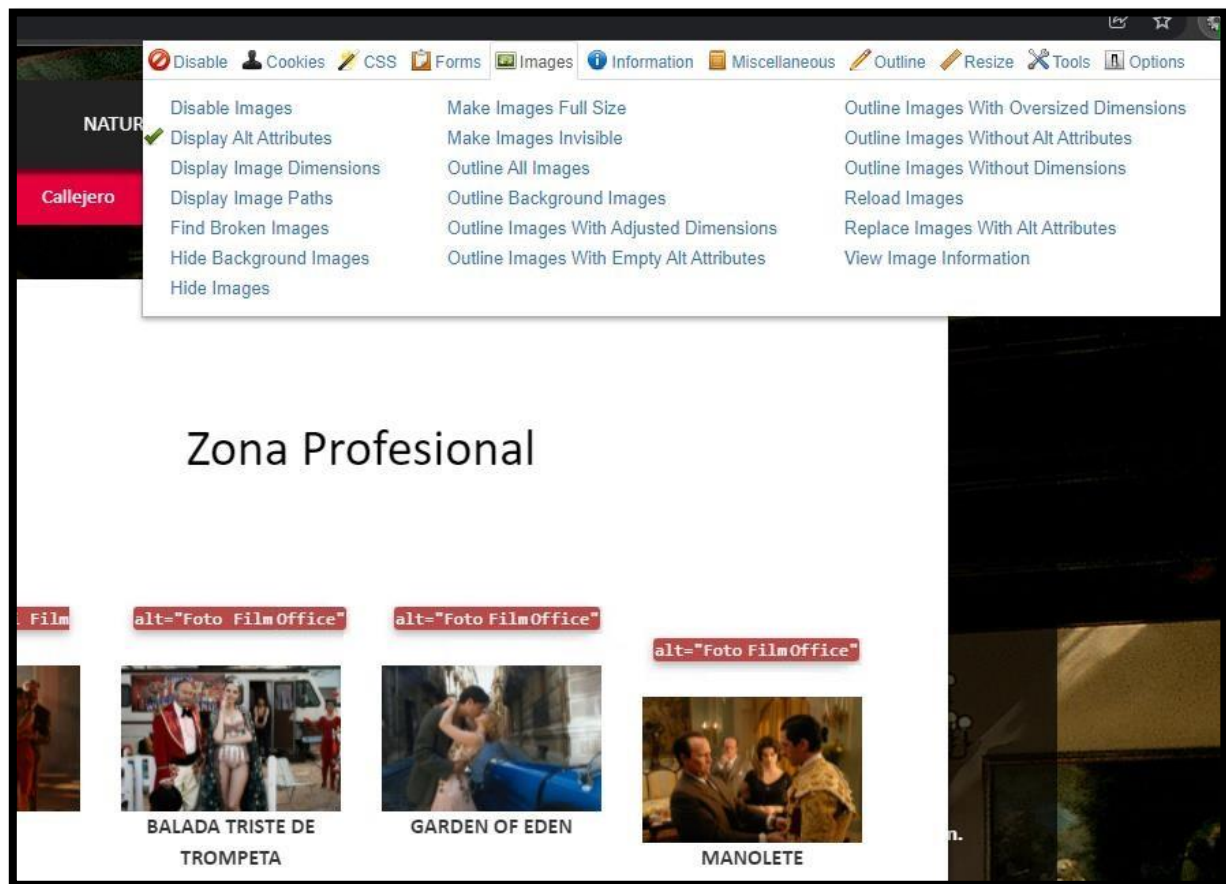 Disable Cookies CSS Forms Images Information Miscellaneous Outline Resize Tools Options
Disable Images
Display Alt Attributes
Display Image Dimensions
Display Image Paths
Find Broken Images
Hide Background Images
Hide Images
Make Images Full Size
Make Images Invisible
Outline All Images
Outline Background Images
Outline Images With Adjusted Dimensions
Outline Images With Empty Alt Attributes
Outline Images With Oversized Dimensions
Outline Images Without Alt Attributes
Outline Images Without Dimensions
Reload Images
Replace Images With Alt Attributes
View Image Information
NATUR
Callejero
Zona Profesional
Film
alt="Foto FilmOffice"
alt="Foto FilmOffice"
alt="Foto FilmOffice"
BALADA TRISTE DE
TROMPETA
GARDEN OF EDEN
MANOLETE
n.